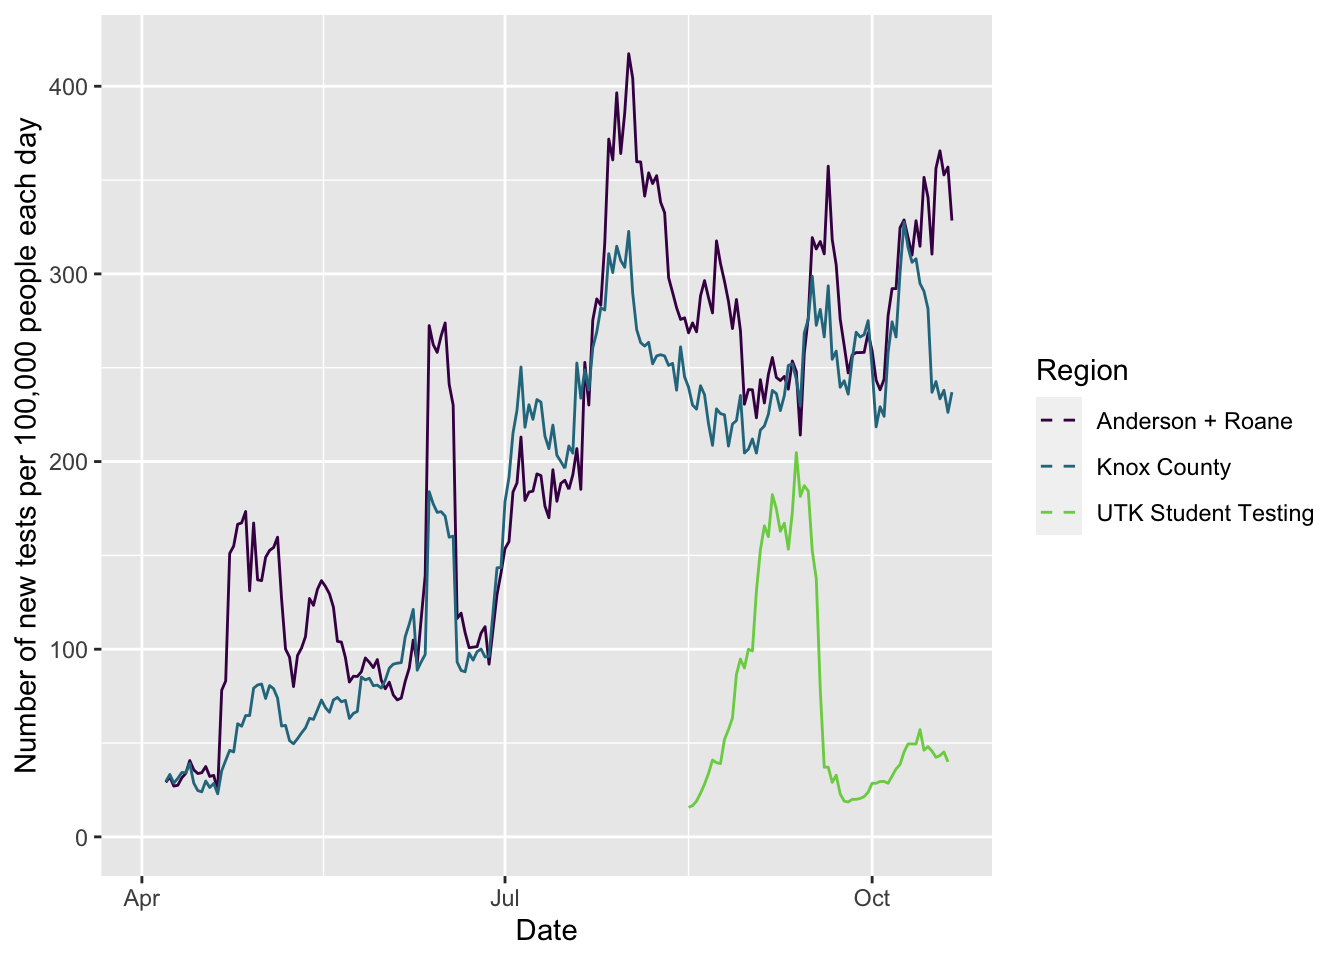 Number of new tests per 100,000 people each day
400
300
200
100
0
Apr
Jul
Oct
Date
Region
Anderson + Roane
Knox County
UTK Student Testing